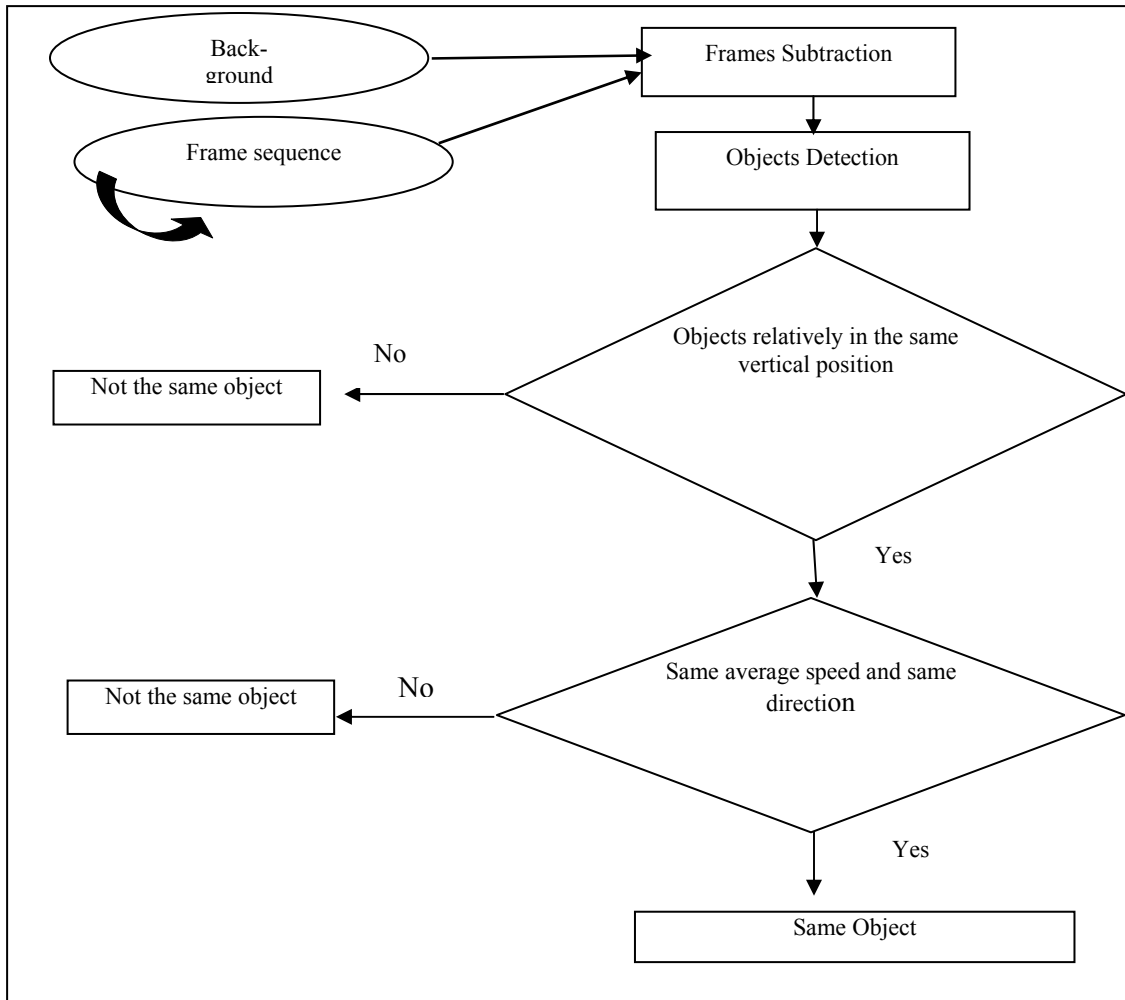 Back-
ground
Frames Subtraction
Frame sequence
Objects Detection
Objects relatively in the same
vertical position
No
Not the same object
Yes
Same average speed and same
direction
No
Not the same object
Yes
Same Object